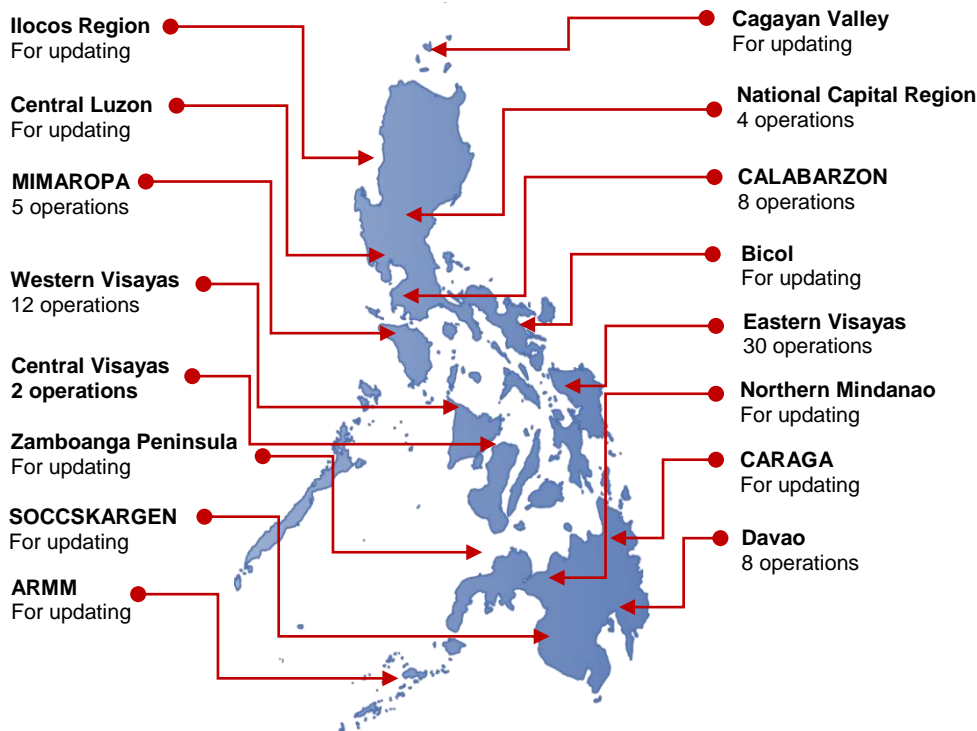 Ilocos Region
For updating
Central Luzon
For updating
MIMAROPA
5 operations
Western Visayas
12 operations
Central Visayas
2 operations
Zamboanga Peninsula
For updating
SOCCSKARGEN
For updating
ARMM
For updating
Cagayan Valley
For updating
National Capital Region
4 operations
CALABARZON
8 operations
Bicol
For updating
Eastern Visayas
30 operations
Northern Mindanao
For updating
CARAGA
For updating
Davao
8 operations